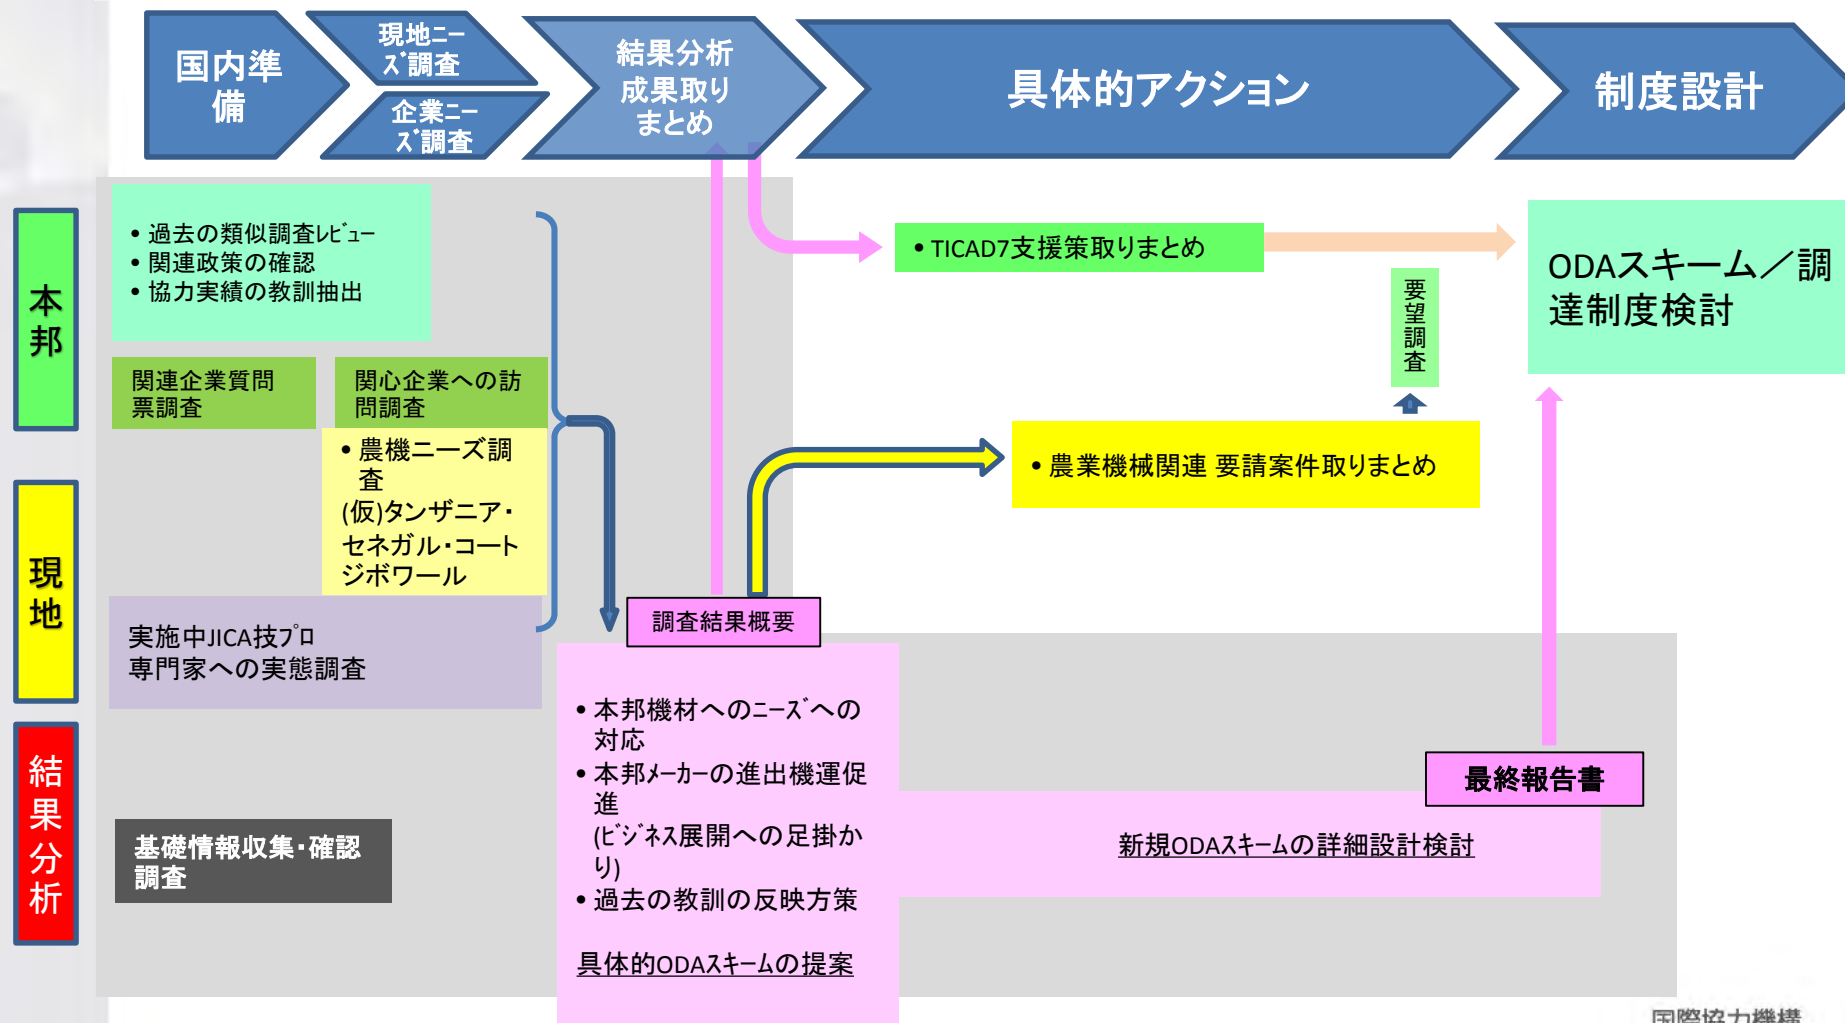 国内準
備
現地ニー
ズ調査
企業ニー
ズ調査
結果分析
成果取り
まとめ
具体的アクション
制度設計
本邦
• 過去の類似調査ﾚﾋﾞｭｰ
• 関連政策の確認
• 協力実績の教訓抽出
• TICAD7支援策取りまとめ
ODAスキーム／調
達制度検討
要望調査
関連企業質問
票調査
関心企業への訪
問調査
• 農機ニーズ調
査
(仮)タンザニア・
セネガル・コート
ジボワール
• 農業機械関連 要請案件取りまとめ
現地
実施中JICA技ﾌﾟﾛ
専門家への実態調査
調査結果概要
• 本邦機材へのﾆｰｽﾞへの
対応
• 本邦ﾒｰｶｰの進出機運促
進
(ﾋﾞｼﾞﾈｽ展開への足掛か
り)
• 過去の教訓の反映方策
具体的ODAｽｷｰﾑの提案
結果分析
基礎情報収集・確認
調査
最終報告書
新規ODAｽｷｰﾑの詳細設計検討
国際協力機構